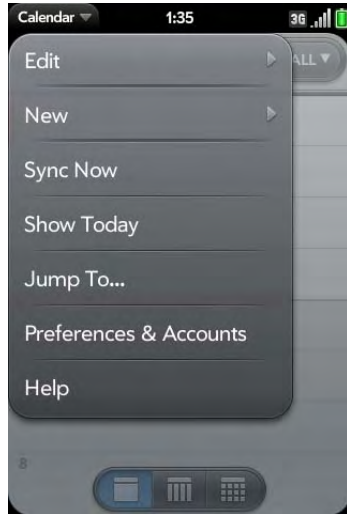 Calendar
1:35
3G
ALL
Edit
New
Sync Now
Show Today
Jump To...
Preferences & Accounts
Help
8